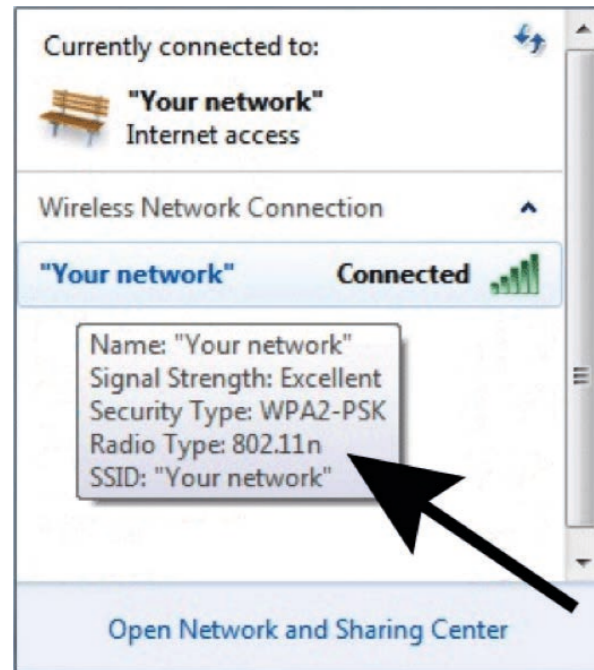 Currently connected to:
"Your network"
Internet access
Wireless Network Connection
"Your network" Connected
Name: "Your network"
Signal Strength: Excellent
Security Type: WPA2-PSK
Radio Type: 802.11n
SSID: "Your network"
Open Network and Sharing Center